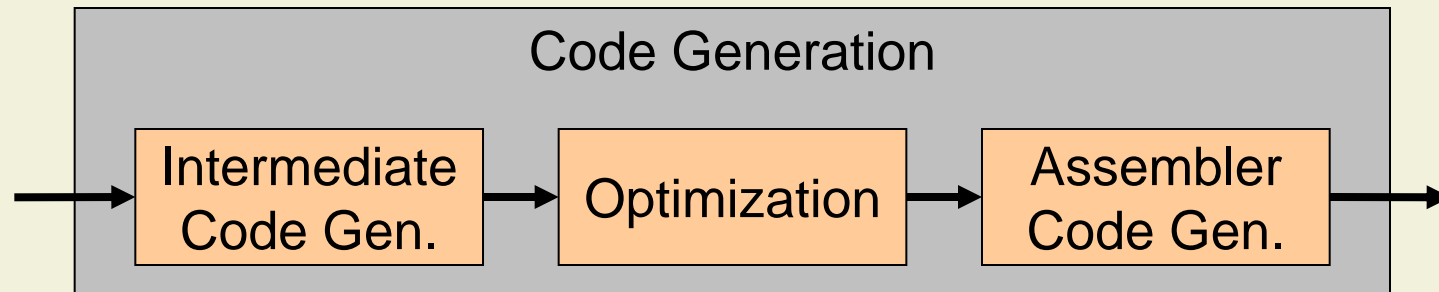 Code Generation
Intermediate
Code Gen.
Optimization
Assembler
Code Gen.